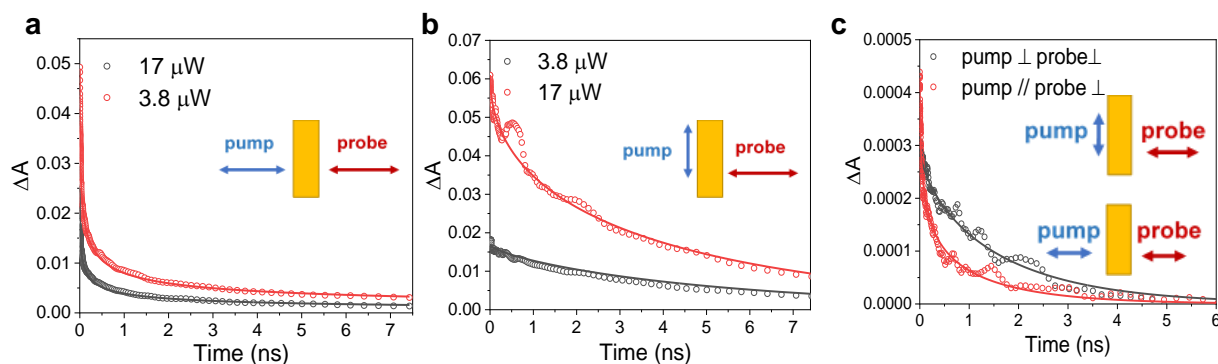 a
0.05
0.04
0.03
0.02
0.01
0.00
ΔA
17 μW
3.8 μW
pump
probe
0 1 2 3 4 5 6 7
Time (ns)
b
0.07
0.06
0.05
0.04
0.03
0.02
0.01
0.00
ΔA
3.8 μW
17 μW
pump
probe
0 1 2 3 4 5 6 7
Time (ns)
c
0.0005
0.0004
0.0003
0.0002
0.0001
0.0000
ΔA
pump ⊥ probe⊥
pump // probe ⊥
pump
probe
pump
probe
0 1 2 3 4 5 6
Time (ns)